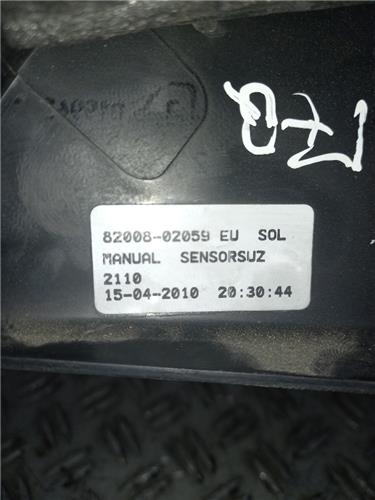 82008-02059 EU SOL
MANUAL SENSORSUZ
2110
15-04-2010 20:30:44